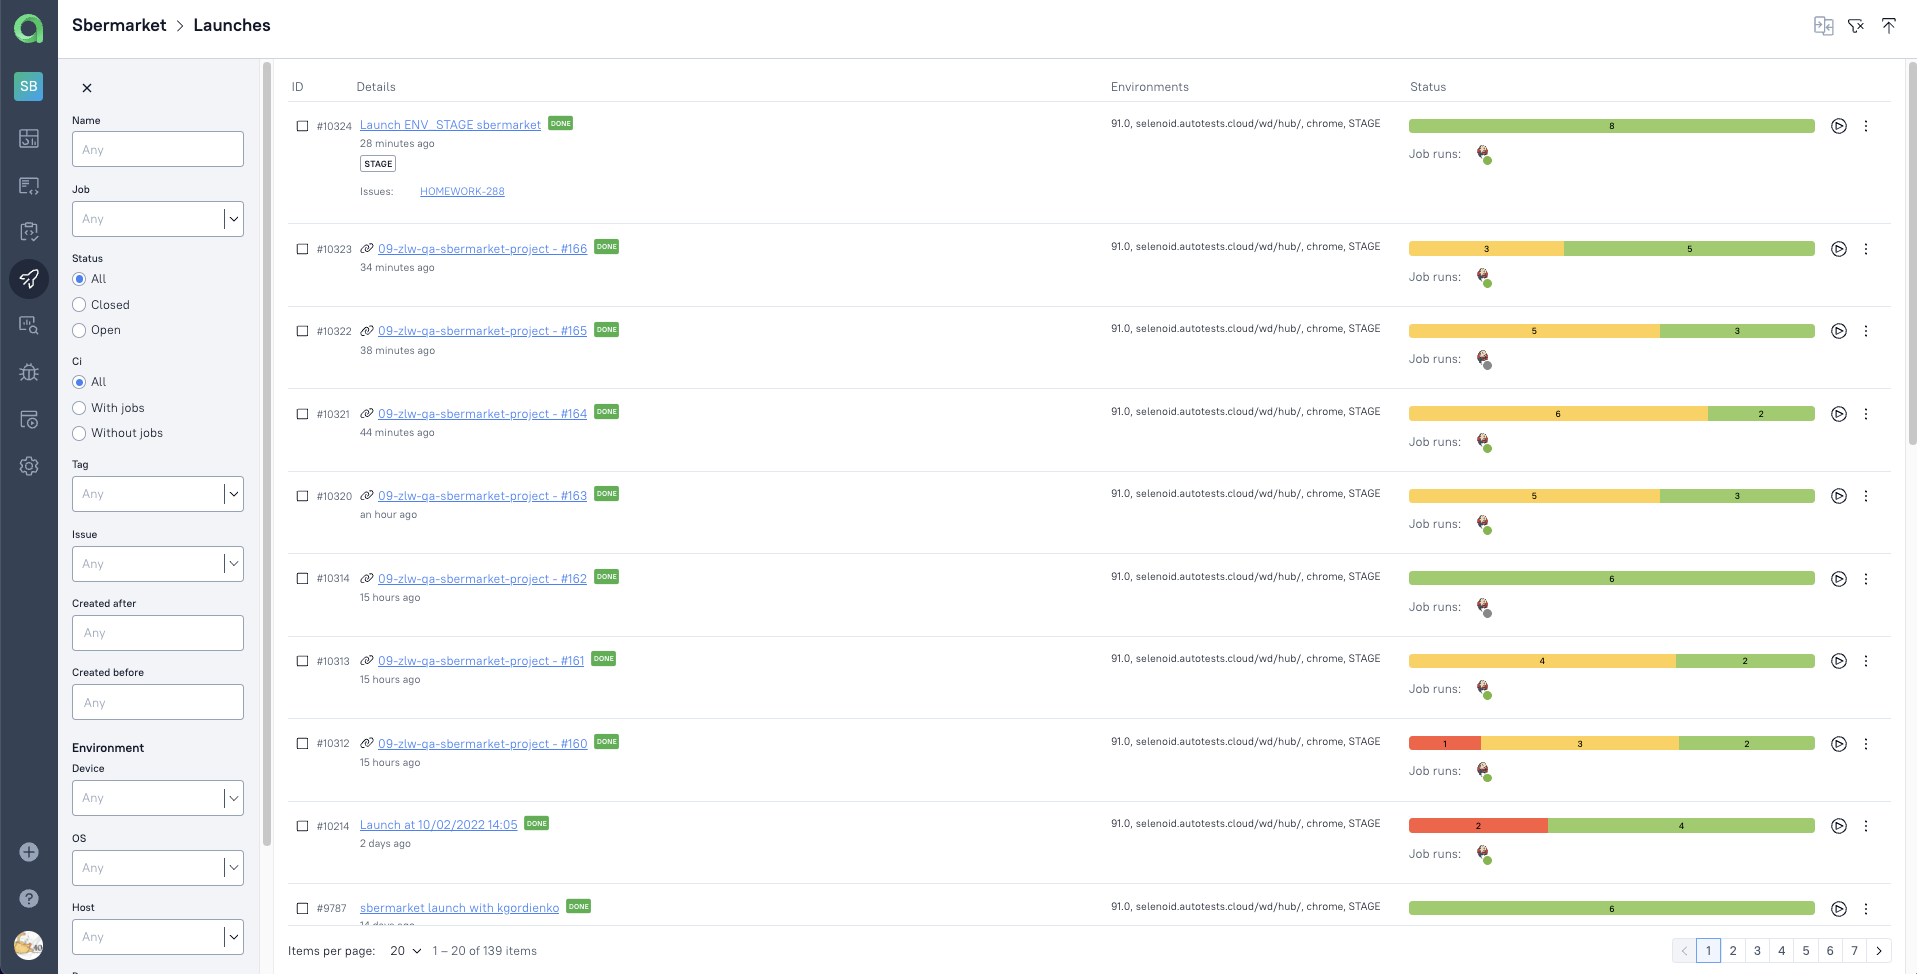 Sbermarket > Launches
SB
Name
Any
Job
Any
Status
All
Closed
Open
Ci
All
With jobs
Without jobs
Tag
Any
Issue
Any
Created after
Any
Created before
Any
Environment
Device
Any
OS
Any
Host
Any
ID Details Environments Status
#10324 Launch ENV_STAGE sbermarket DONE 91.0, selenoid.autotests.cloud/wd/hub/, chrome, STAGE 8
28 minutes ago Job runs:
STAGE
Issues: HOMEWORK-288
#10323 09-zlw-qa-sbermarket-project - #166 DONE 91.0, selenoid.autotests.cloud/wd/hub/, chrome, STAGE 3 5
34 minutes ago Job runs:
#10322 09-zlw-qa-sbermarket-project - #165 DONE 91.0, selenoid.autotests.cloud/wd/hub/, chrome, STAGE 5 3
38 minutes ago Job runs:
#10321 09-zlw-qa-sbermarket-project - #164 DONE 91.0, selenoid.autotests.cloud/wd/hub/, chrome, STAGE 6 2
44 minutes ago Job runs:
#10320 09-zlw-qa-sbermarket-project - #163 DONE 91.0, selenoid.autotests.cloud/wd/hub/, chrome, STAGE 5 3
an hour ago Job runs:
#10314 09-zlw-qa-sbermarket-project - #162 DONE 91.0, selenoid.autotests.cloud/wd/hub/, chrome, STAGE 6
15 hours ago Job runs:
#10313 09-zlw-qa-sbermarket-project - #161 DONE 91.0, selenoid.autotests.cloud/wd/hub/, chrome, STAGE 4 2
15 hours ago Job runs:
#10312 09-zlw-qa-sbermarket-project - #160 DONE 91.0, selenoid.autotests.cloud/wd/hub/, chrome, STAGE 1 3 2
15 hours ago Job runs:
#10214 Launch at 10/02/2022 14:05 DONE 91.0, selenoid.autotests.cloud/wd/hub/, chrome, STAGE 2 4
2 days ago Job runs:
#9787 sbermarket launch with kgordienko DONE 91.0, selenoid.autotests.cloud/wd/hub/, chrome, STAGE 6
14 days ago
Items per page: 20 1 – 20 of 139 items < 1 2 3 4 5 6 7 >